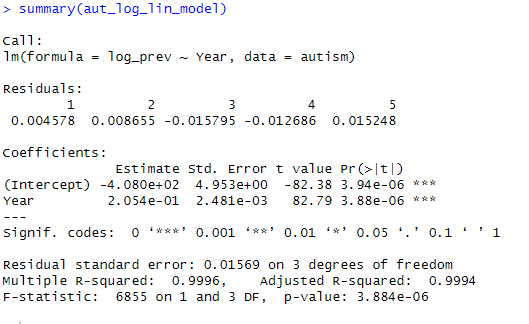 > summary(aut_log_lin_model)
Call:
lm(formula = log_prev ~ Year, data = autism)
Residuals:
1 2 3 4 5
0.004578 0.008655 -0.015795 -0.012686 0.015248
Coefficients:
Estimate Std. Error t value Pr(>|t|)
(Intercept) -4.080e+02 4.953e+00 -82.38 3.94e-06 ***
Year 2.054e-01 2.481e-03 82.79 3.88e-06 ***
---
Signif. codes: 0 ‘***’ 0.001 ‘**’ 0.01 ‘*’ 0.05 ‘.’ 0.1 ‘ ’ 1
Residual standard error: 0.01569 on 3 degrees of freedom
Multiple R-squared: 0.9996, Adjusted R-squared: 0.9994
F-statistic: 6855 on 1 and 3 DF, p-value: 3.884e-06